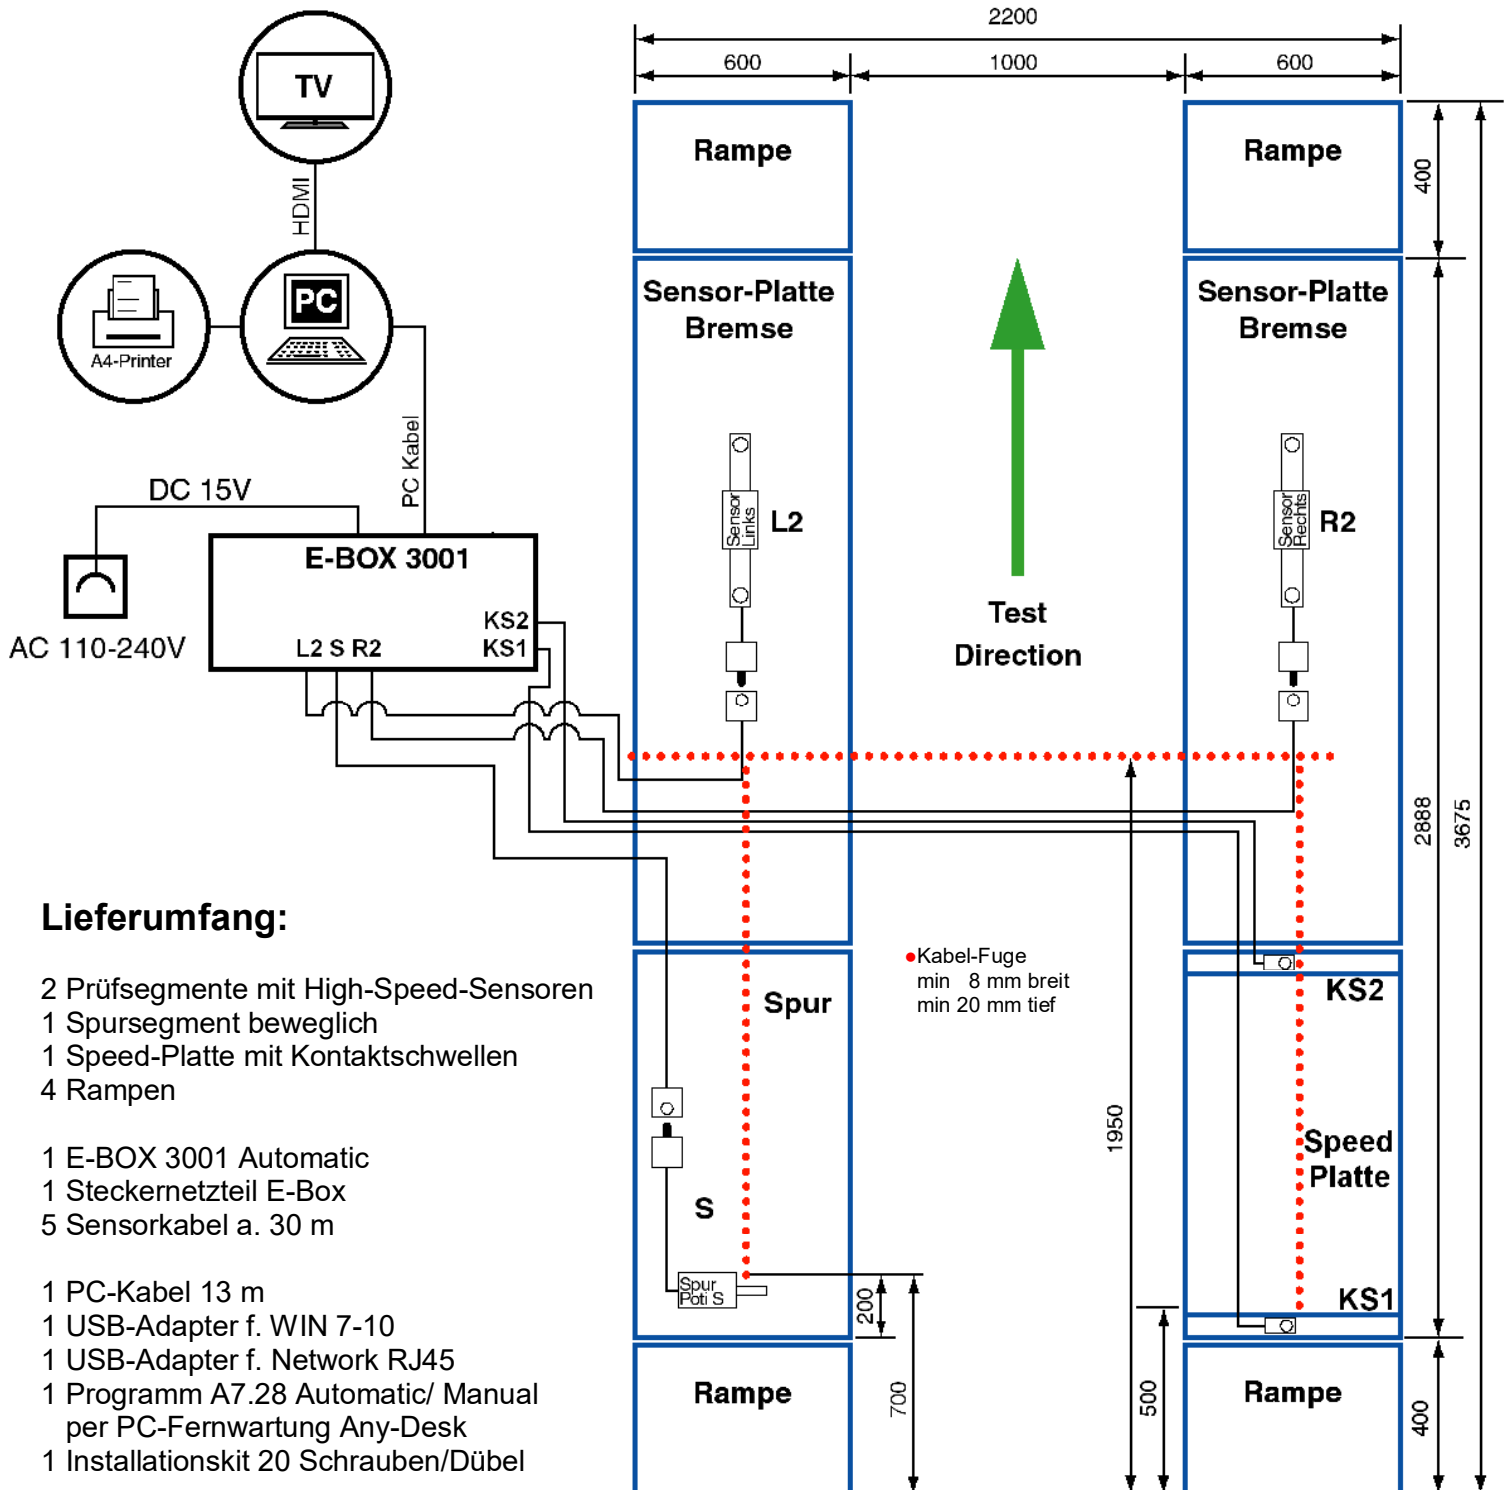 2200
600
1000
600
TV
HDMI
A4-Printer
PC
PC Kabel
DC 15V
AC 110-240V
E-BOX 3001
KS2
L2 S R2
KS1
Rampe
Rampe
400
Sensor-Platte
Bremse
Sensor-Platte
Bremse
Sensor
Links
L2
Sensor
Rechts
R2
Test
Direction
2888
3675
Lieferumfang:
2 Prüfsegmente mit High-Speed-Sensoren
1 Spursegment beweglich
1 Speed-Platte mit Kontaktschwellen
4 Rampen
1 E-BOX 3001 Automatic
1 Steckernetzteil E-Box
5 Sensorkabel a. 30 m
1 PC-Kabel 13 m
1 USB-Adapter f. WIN 7-10
1 USB-Adapter f. Network RJ45
1 Programm A7.28 Automatic/ Manual
per PC-Fernwartung Any-Desk
1 Installationskit 20 Schrauben/Dübel
Spur
Kabel-Fuge
min 8 mm breit
min 20 mm tief
KS2
1950
Speed
Platte
S
Spur
Poti S
200
KS1
Rampe
700
500
Rampe
400